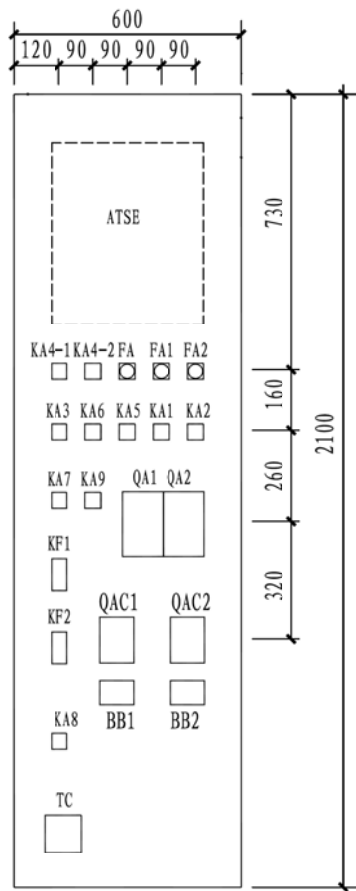 600
120 90 90 90 90
ATSE
730
KA4-1 KA4-2 FA FA1 FA2
160
KA3 KA6 KA5 KA1 KA2
2100
260
KA7 KA9 QA1 QA2
KF1
320
KF2 QAC1 QAC2
BB1 BB2
KA8
TC